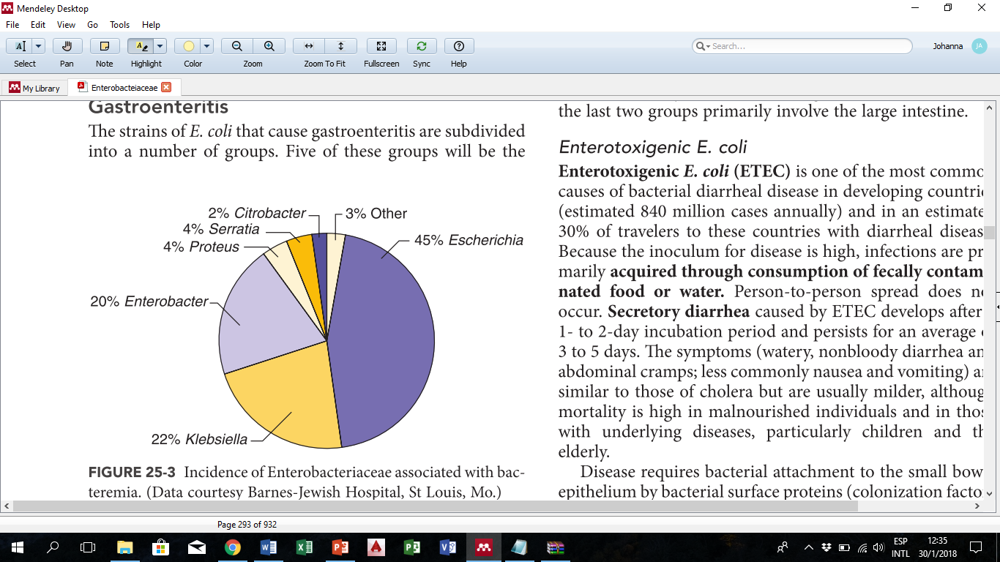 Mendeley Desktop
File Edit View Go Tools Help
Select Pan Note Highlight Color Zoom Zoom To Fit Fullscreen Sync Help
Search...
Johanna JA
My Library Enterobacteiaceae
Gastroenteritis
The strains of E. coli that cause gastroenteritis are subdivided
into a number of groups. Five of these groups will be the
2% Citrobacter
3% Other
4% Serratia
45% Escherichia
4% Proteus
20% Enterobacter
22% Klebsiella
FIGURE 25-3 Incidence of Enterobacteriaceae associated with bac-
teremia. (Data courtesy Barnes-Jewish Hospital, St Louis, Mo.)
the last two groups primarily involve the large intestine.
Enterotoxigenic E. coli
Enterotoxigenic E. coli (ETEC) is one of the most commo
causes of bacterial diarrheal disease in developing countri
(estimated 840 million cases annually) and in an estimate
30% of travelers to these countries with diarrheal diseas
Because the inoculum for disease is high, infections are pr
marily acquired through consumption of fecally contam
nated food or water. Person-to-person spread does n
occur. Secretory diarrhea caused by ETEC develops after
1- to 2-day incubation period and persists for an average
3 to 5 days. The symptoms (watery, nonbloody diarrhea an
abdominal cramps; less commonly nausea and vomiting) a
similar to those of cholera but are usually milder, althoug
mortality is high in malnourished individuals and in thos
with underlying diseases, particularly children and th
elderly.
Disease requires bacterial attachment to the small bow
epithelium by bacterial surface proteins (colonization facto
Page 293 of 932
ESP
INTL
12:35
30/1/2018